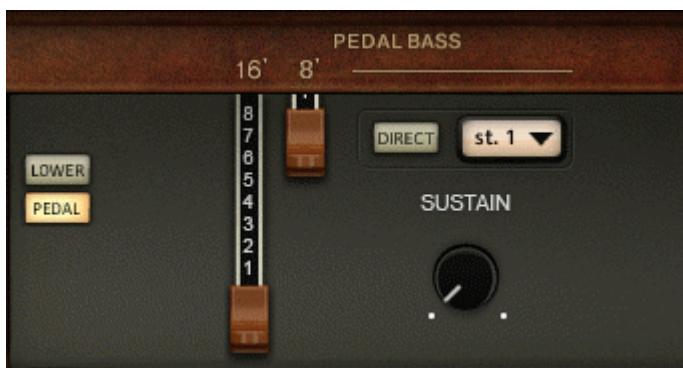 PEDAL BASS
16' 8'
8
7
6
5
4
3
2
1
DIRECT
st. 1
LOWER
PEDAL
SUSTAIN